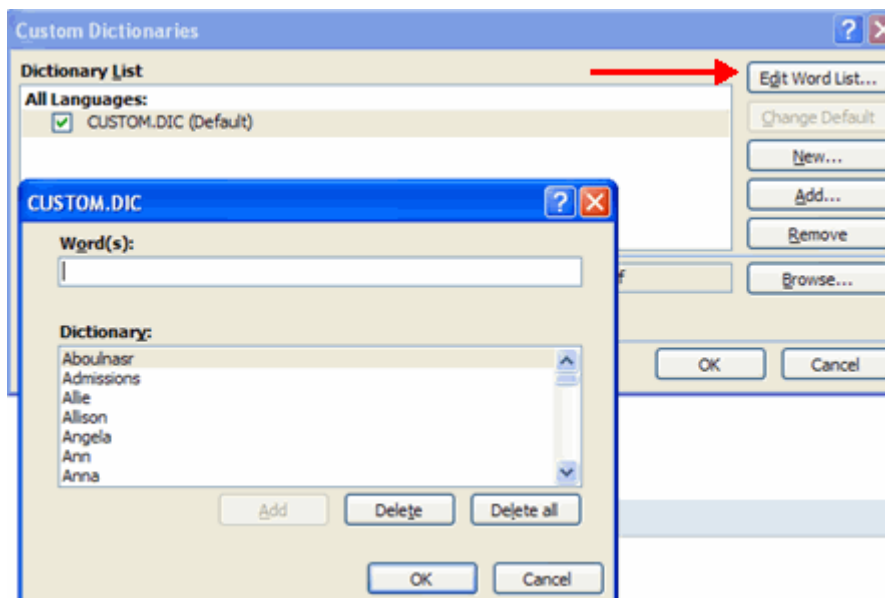 Custom Dictionaries
Dictionary List
All Languages:
CUSTOM.DIC (Default)
Edit Word List...
Change Default
New...
Add...
Remove
Browse...
OK
Cancel
CUSTOM.DIC
Word(s):
Dictionary:
Aboulnasr
Admissions
Allie
Allison
Angela
Ann
Anna
Add
Delete
Delete all
OK
Cancel